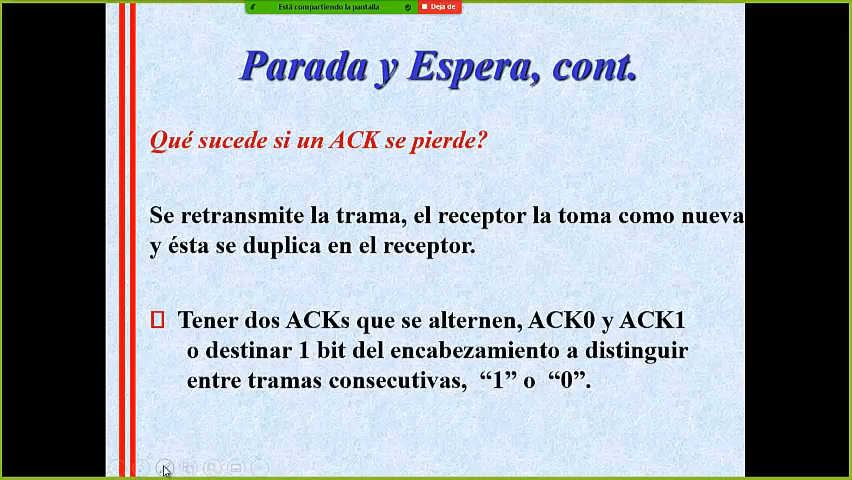 Está compartiendo la pantalla
Deja de
Parada y Espera, cont.
Qué sucede si un ACK se pierde?
Se retransmite la trama, el receptor la toma como nueva
y ésta se duplica en el receptor.
Tener dos ACKs que se alternen, ACK0 y ACK1
o destinar 1 bit del encabezamiento a distinguir
entre tramas consecutivas, “1” o “0”.